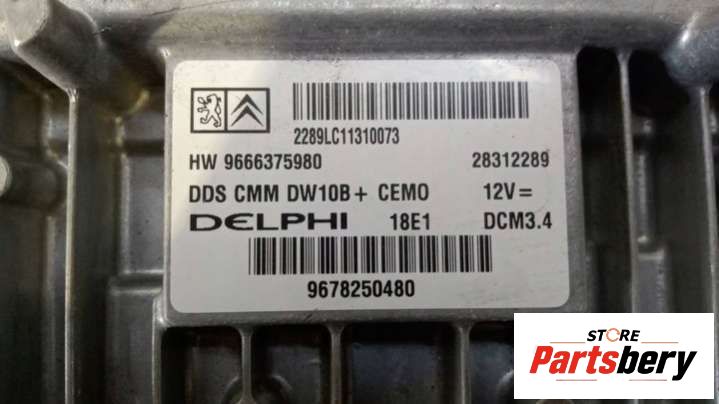 2289LC11310073
HW 9666375980 28312289
DDS CMM DW10B+ CEMO 12V=
DELPHI 18E1 DCM3.4
9678250480
STORE
Partsbery